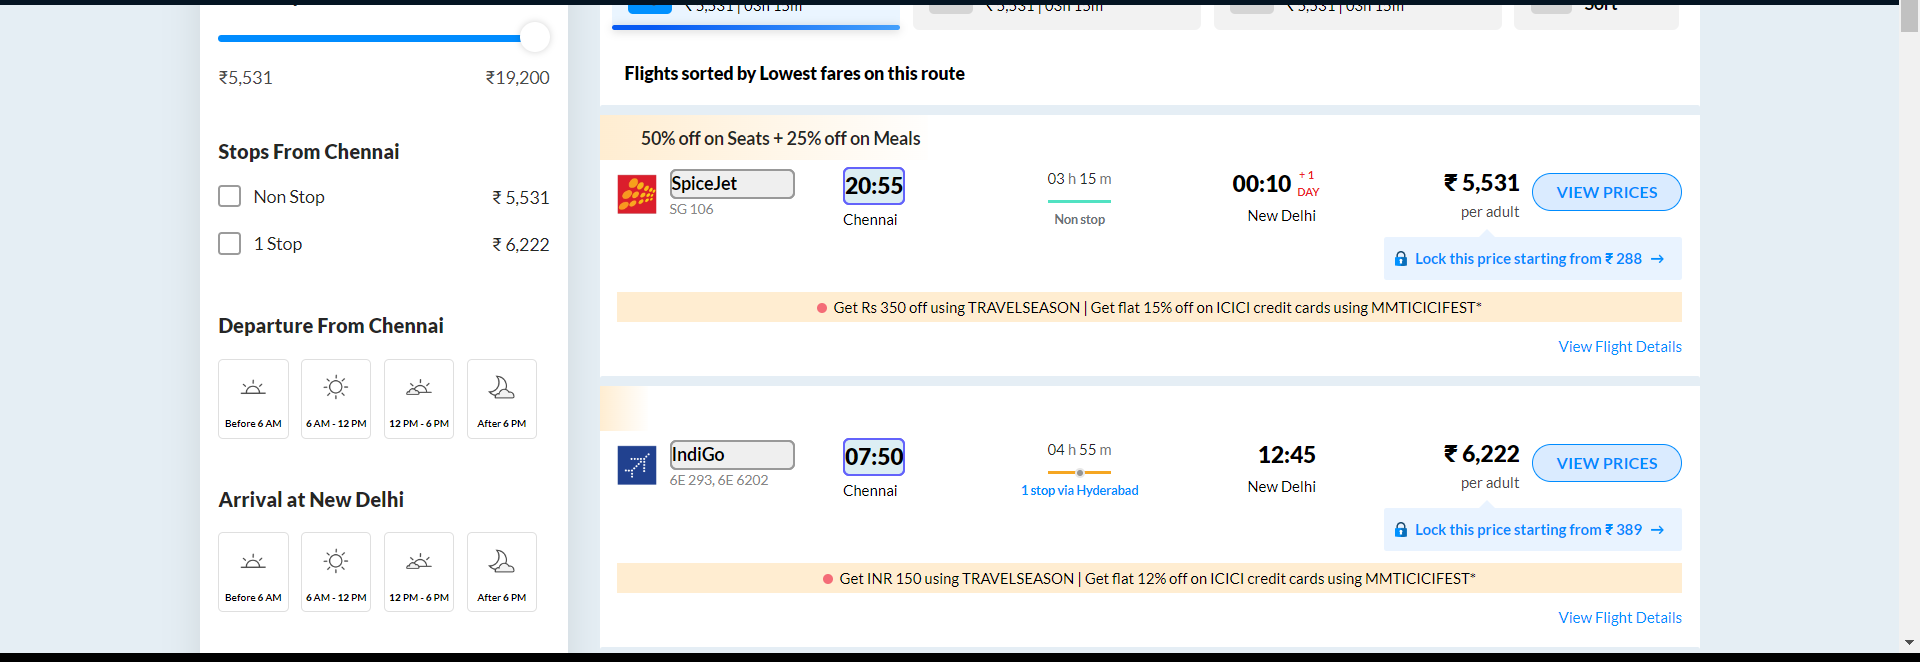 ₹5,531 ₹19,200
Stops From Chennai
Non Stop ₹ 5,531
1 Stop ₹ 6,222
Departure From Chennai
Before 6 AM 6 AM - 12 PM 12 PM - 6 PM After 6 PM
Arrival at New Delhi
Before 6 AM 6 AM - 12 PM 12 PM - 6 PM After 6 PM
₹ 5,531 | 03h 15m ₹ 5,531 | 03h 15m ₹ 5,531 | 03h 15m Sort
Flights sorted by Lowest fares on this route
50% off on Seats + 25% off on Meals
SpiceJet
SG 106
20:55
Chennai
03 h 15 m
Non stop
00:10 +1 DAY
New Delhi
₹ 5,531
per adult
VIEW PRICES
Lock this price starting from ₹ 288 →
Get Rs 350 off using TRAVELSEASON | Get flat 15% off on ICICI credit cards using MMTICICIFEST*
View Flight Details
IndiGo
6E 293, 6E 6202
07:50
Chennai
04 h 55 m
1 stop via Hyderabad
12:45
New Delhi
₹ 6,222
per adult
VIEW PRICES
Lock this price starting from ₹ 389 →
Get INR 150 using TRAVELSEASON | Get flat 12% off on ICICI credit cards using MMTICICIFEST*
View Flight Details